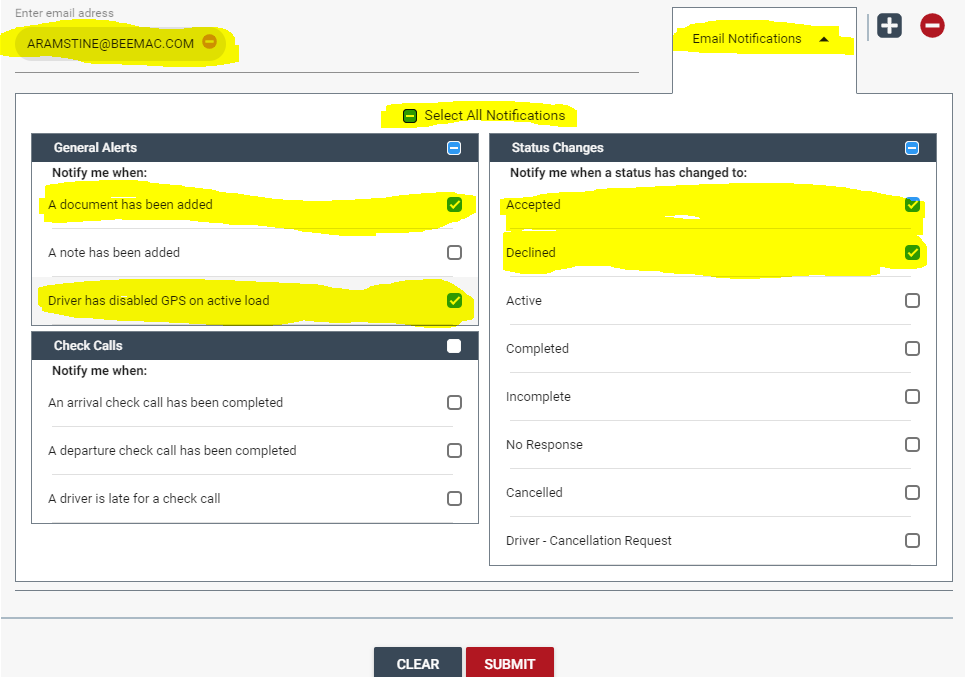 Enter email adress
ARAMSTINE@BEEMAC.COM
Email Notifications
Select All Notifications
General Alerts
Notify me when:
A document has been added
A note has been added
Driver has disabled GPS on active load
Check Calls
Notify me when:
An arrival check call has been completed
A departure check call has been completed
A driver is late for a check call
Status Changes
Notify me when a status has changed to:
Accepted
Declined
Active
Completed
Incomplete
No Response
Cancelled
Driver - Cancellation Request
CLEAR
SUBMIT